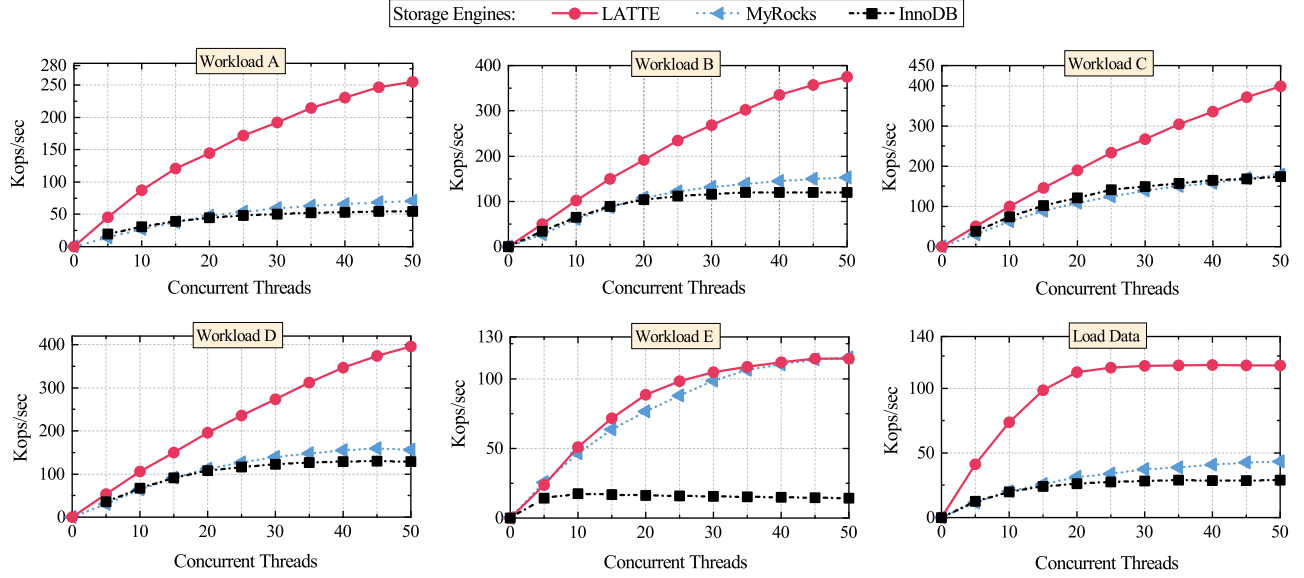 Storage Engines: LATTE MyRocks InnoDB
Workload A
Kops/sec
280
250
200
150
100
50
0
0 10 20 30 40 50
Concurrent Threads
Workload B
Kops/sec
400
300
200
100
0
0 10 20 30 40 50
Concurrent Threads
Workload C
Kops/sec
450
400
300
200
100
0
0 10 20 30 40 50
Concurrent Threads
Workload D
Kops/sec
400
300
200
100
0
0 10 20 30 40 50
Concurrent Threads
Workload E
Kops/sec
130
100
50
0
0 10 20 30 40 50
Concurrent Threads
Load Data
Kops/sec
140
100
50
0
0 10 20 30 40 50
Concurrent Threads